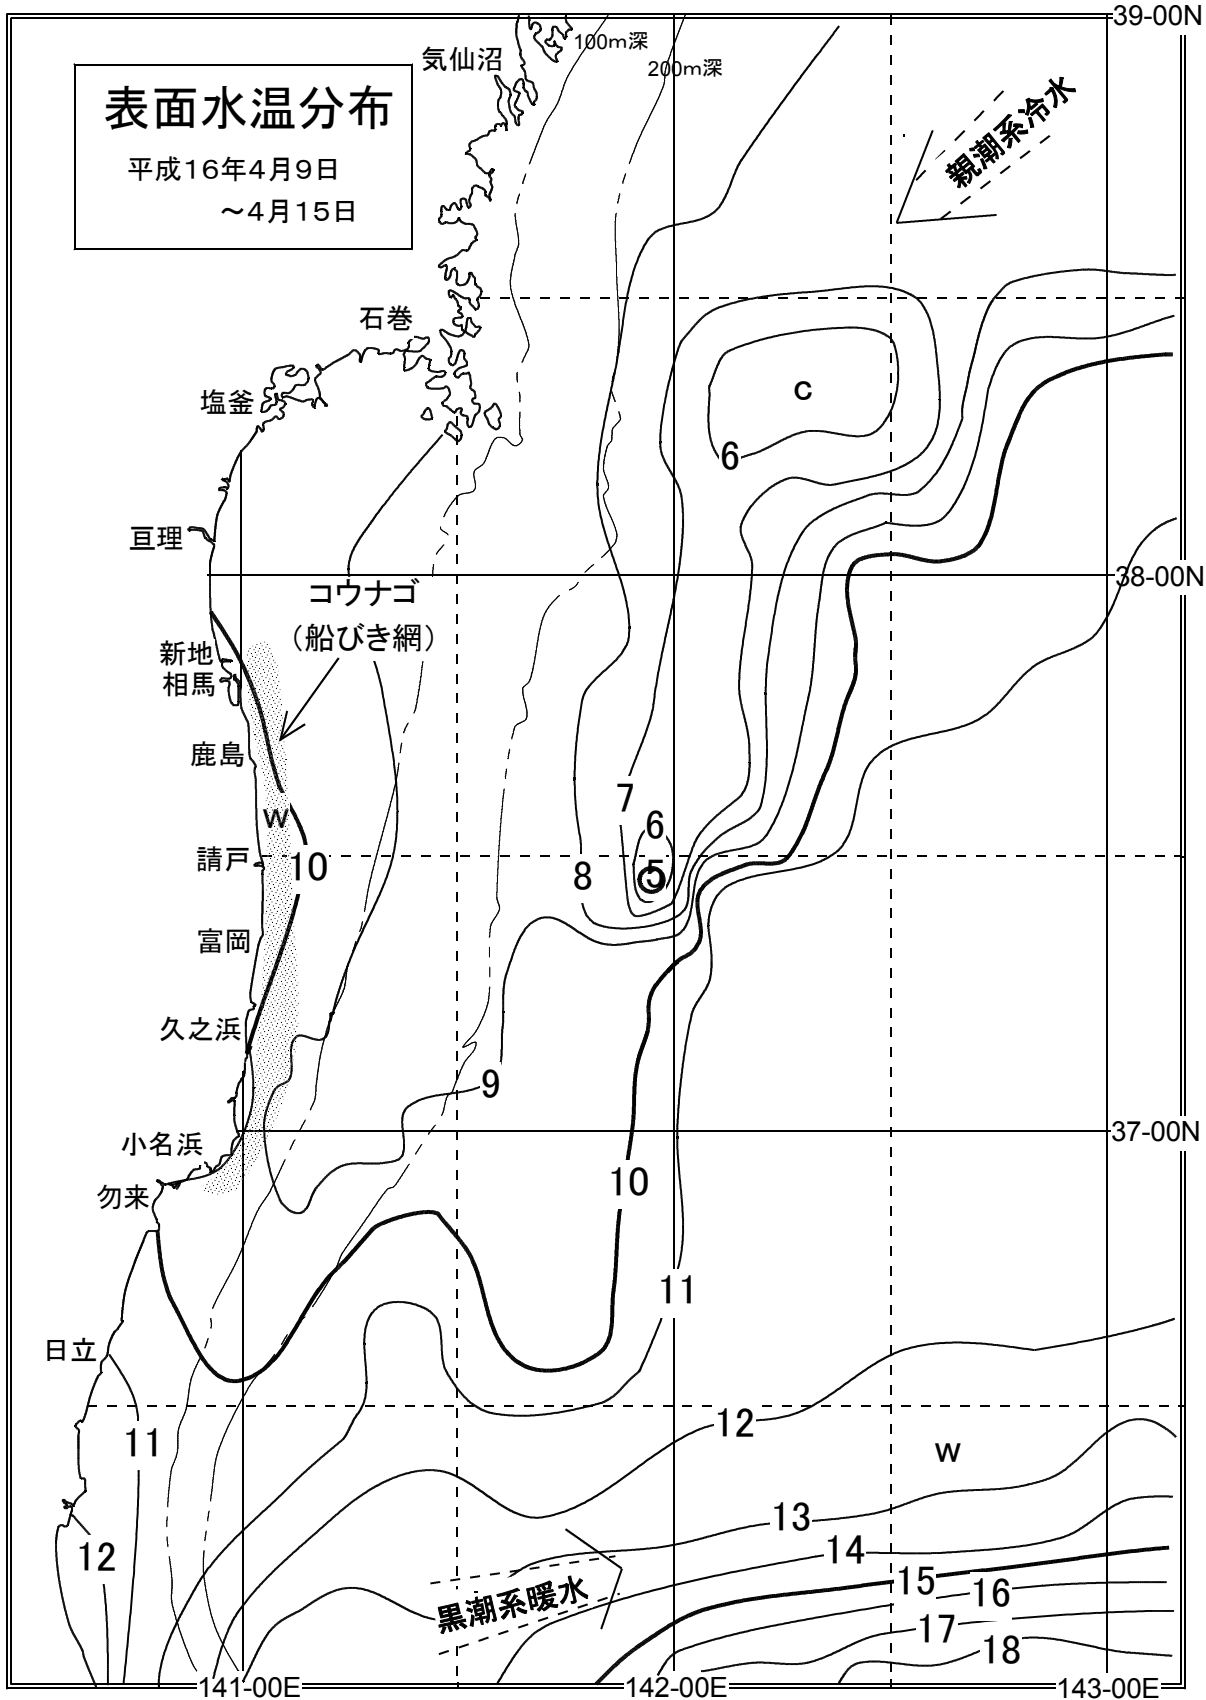 39-00N
気仙沼
100m深
200m深
表面水温分布
平成16年4月9日
～4月15日
親潮系冷水
石巻
塩釜
c
6
亘理
38-00N
コウナゴ
（船びき網）
新地
相馬
鹿島
w
7
6
請戸
10
8
5
富岡
久之浜
9
小名浜
37-00N
勿来
10
11
日立
12
11
w
13
14
12
15
16
黒潮系暖水
17
18
141-00E
142-00E
143-00E